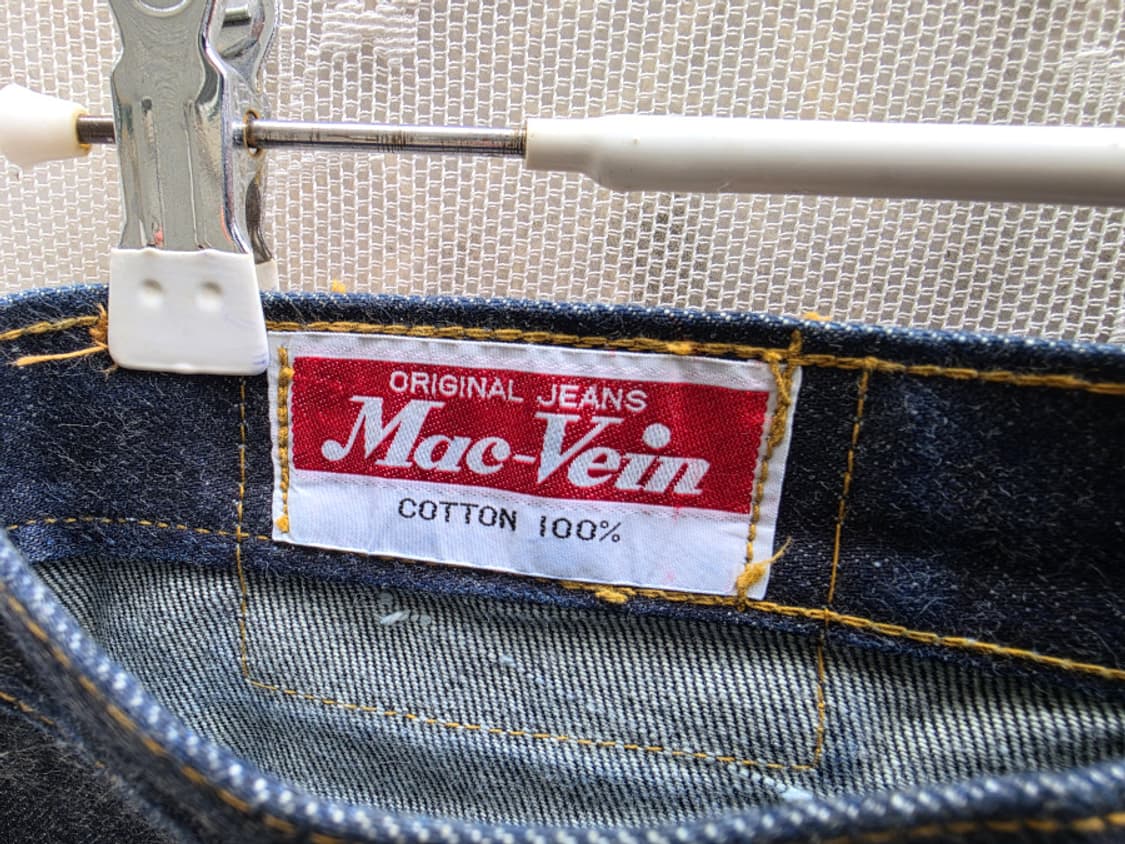 ORIGINAL JEANS
Mac-Vein
COTTON 100%